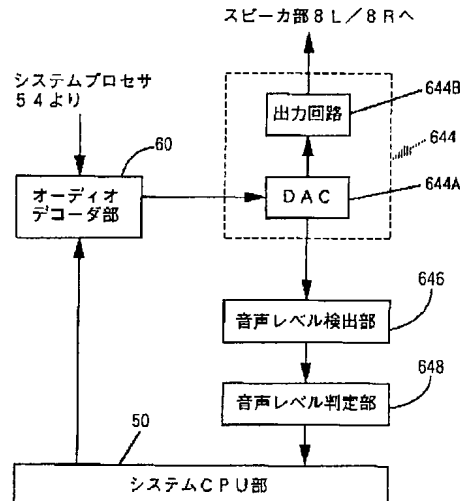 スピーカ部8L/8Rへ
システムプロセサ
54より
出力回路
644B
644
60
オーディオ
デコーダ部
DAC
644A
646
音声レベル検出部
648
音声レベル判定部
50
システムCPU部